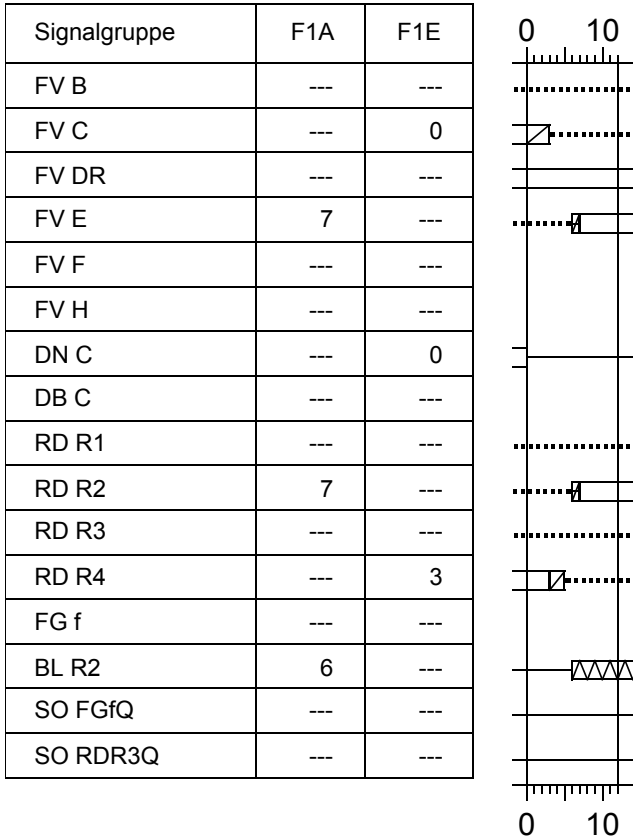 Signalgruppe F1A F1E 0 10
FV B --- ---
FV C --- 0
FV DR --- ---
FV E 7 ---
FV F --- ---
FV H --- ---
DN C --- 0
DB C --- ---
RD R1 --- ---
RD R2 7 ---
RD R3 --- ---
RD R4 --- 3
FG f --- ---
BL R2 6 ---
SO FGfQ --- ---
SO RDR3Q --- ---
0 10